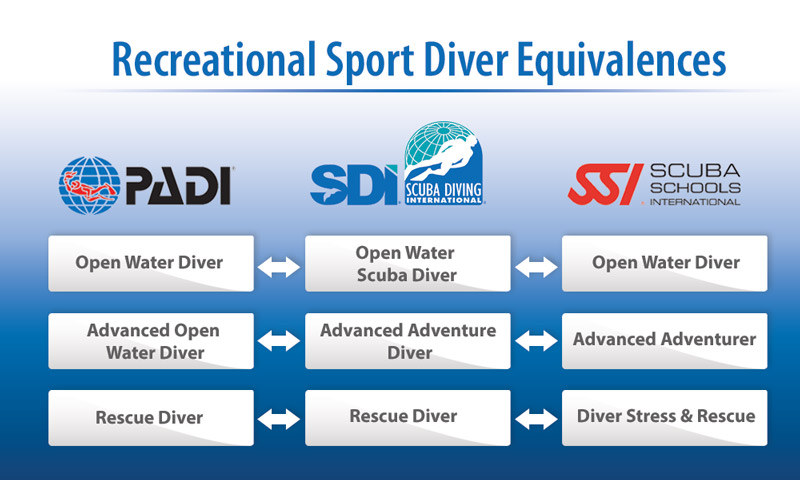 Recreational Sport Diver Equivalences
PADI®
SDI
SCUBA DIVING
INTERNATIONAL
SSI
SCUBA
SCHOOLS
INTERNATIONAL
Open Water Diver
Open Water
Scuba Diver
Open Water Diver
Advanced Open
Water Diver
Advanced Adventure
Diver
Advanced Adventurer
Rescue Diver
Rescue Diver
Diver Stress & Rescue